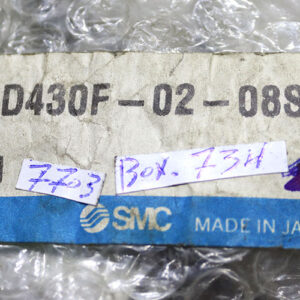 D430F-02-08S
7703 Box. 73H
SMC MADE IN JA